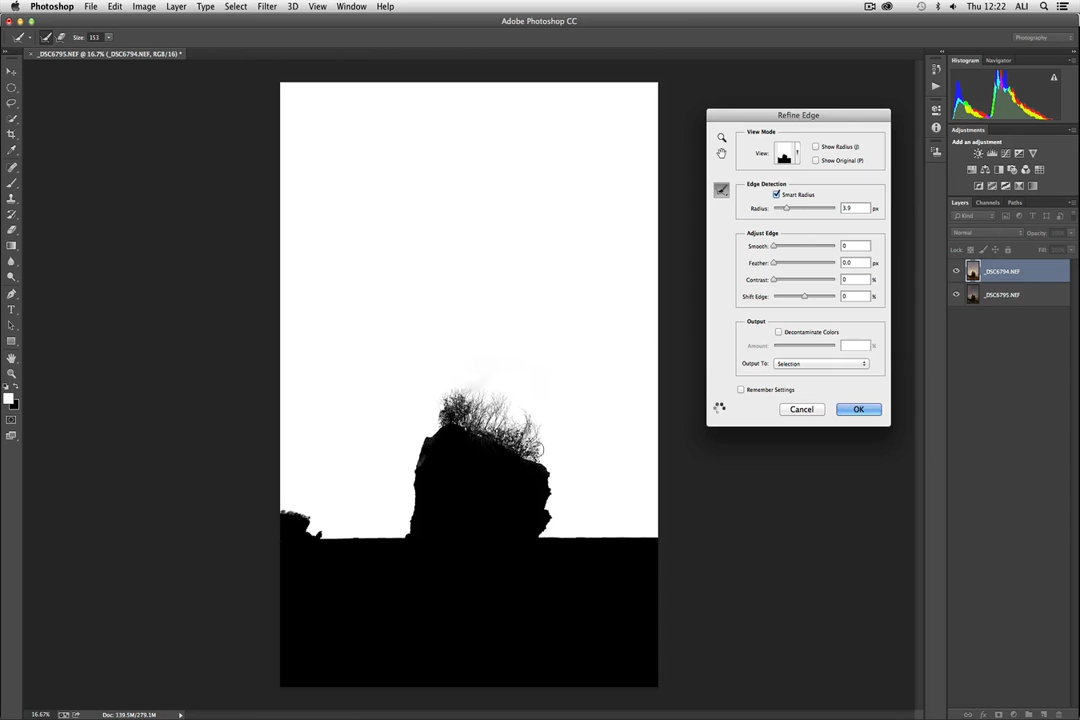 Photoshop File Edit Image Layer Type Select Filter 3D View Window Help Thu 12:22 ALI
Adobe Photoshop CC
Size: 153 Photography
_DSC6795.NEF @ 16.7% (_DSC6794.NEF, RGB/16) *
Histogram Navigator
Refine Edge
View Mode
View:
Show Radius (J)
Show Original (P)
Edge Detection
Smart Radius
Radius: 3.9 px
Adjust Edge
Smooth: 0
Feather: 0.0 px
Contrast: 0 %
Shift Edge: 0 %
Output
Decontaminate Colors
Amount: %
Output To: Selection
Remember Settings
Cancel OK
Adjustments
Add an adjustment
Layers Channels Paths
Kind
Normal Opacity:
Lock: Fill:
_DSC6794.NEF
_DSC6795.NEF
16.67% Doc: 139.5M/279.1M